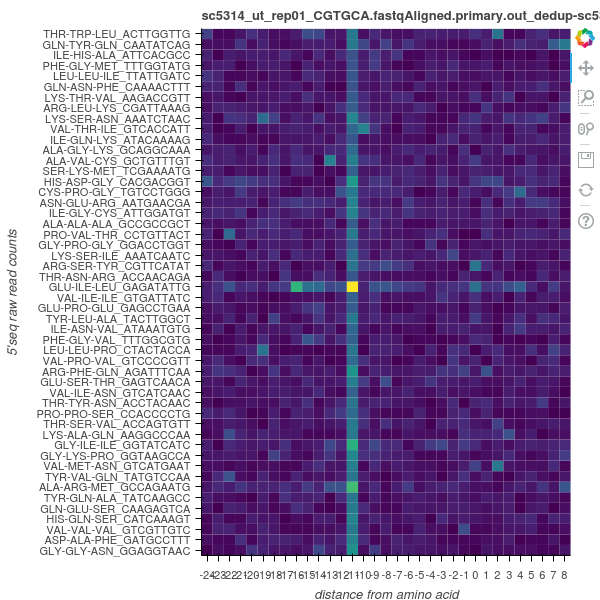 sc5314_ut_rep01_CGTGCA.fastqAligned.primary.out_dedup-sc5
THR-TRP-LEU_ACTTGGTTG
GLN-TYR-GLN_CAATATCAG
ILE-HIS-ALA_ATTCACGCC
PHE-GLY-MET_TTTGGTATG
LEU-LEU-ILE_TTATTGATC
GLN-ASN-PHE_CAAAACTTT
LYS-THR-VAL_AAGACCGTT
ARG-LEU-LYS_CGATTAAAG
LYS-SER-ASN_AAATCTAAC
VAL-THR-ILE_GTCACCATT
ILE-GLN-LYS_ATACAAAAG
ALA-GLY-LYS_GCAGGCAAA
ALA-VAL-CYS_GCTGTTTGT
SER-LYS-MET_TCGAAAATG
HIS-ASP-GLY_CACGACGGT
CYS-PRO-GLY_TGTCCTGGG
ASN-GLU-ARG_AATGAACGA
ILE-GLY-CYS_ATTGGATGT
ALA-ALA-ALA_GCCGCCGCT
PRO-VAL-THR_CCTGTTACT
GLY-PRO-GLY_GGACCTGGT
LYS-SER-ILE_AAATCAATC
ARG-SER-TYR_CGTTCATAT
THR-ASN-ARG_ACCAACAGA
GLU-ILE-LEU_GAGATATTG
VAL-ILE-ILE_GTGATTATC
GLU-PRO-GLU_GAGCCTGAA
TYR-LEU-ALA_TACTTGGCT
ILE-ASN-VAL_ATAAATGTG
PHE-GLY-VAL_TTTGGCGTG
LEU-LEU-PRO_CTACTACCA
VAL-PRO-VAL_GTCCCCGTT
ARG-PHE-GLN_AGATTTCAA
GLU-SER-THR_GAGTCAACA
VAL-ILE-ASN_GTCATCAAC
THR-TYR-ASN_ACCTACAAC
PRO-PRO-SER_CCACCCCTG
THR-SER-VAL_ACCAGTGTT
LYS-ALA-GLN_AAGGCCCAA
GLY-ILE-ILE_GGTATCATC
GLY-LYS-PRO_GGTAAGCCA
VAL-MET-ASN_GTCATGAAT
TYR-VAL-GLN_TATGTCCAA
ALA-ARG-MET_GCCAGAATG
TYR-GLN-ALA_TATCAAGCC
GLN-GLU-SER_CAAGAGTCA
HIS-GLN-SER_CATCAAAGT
VAL-VAL-VAL_GTCGTTGTC
ASP-ALA-PHE_GATGCCTTT
GLY-GLY-ASN_GGAGGTAAC
5'seq raw read counts
-24 -23 -22 -21 -20 -19 -18 -17 -16 -15 -14 -13 -12 -11 -10 -9 -8 -7 -6 -5 -4 -3 -2 -1 0 1 2 3 4 5 6 7 8
distance from amino acid